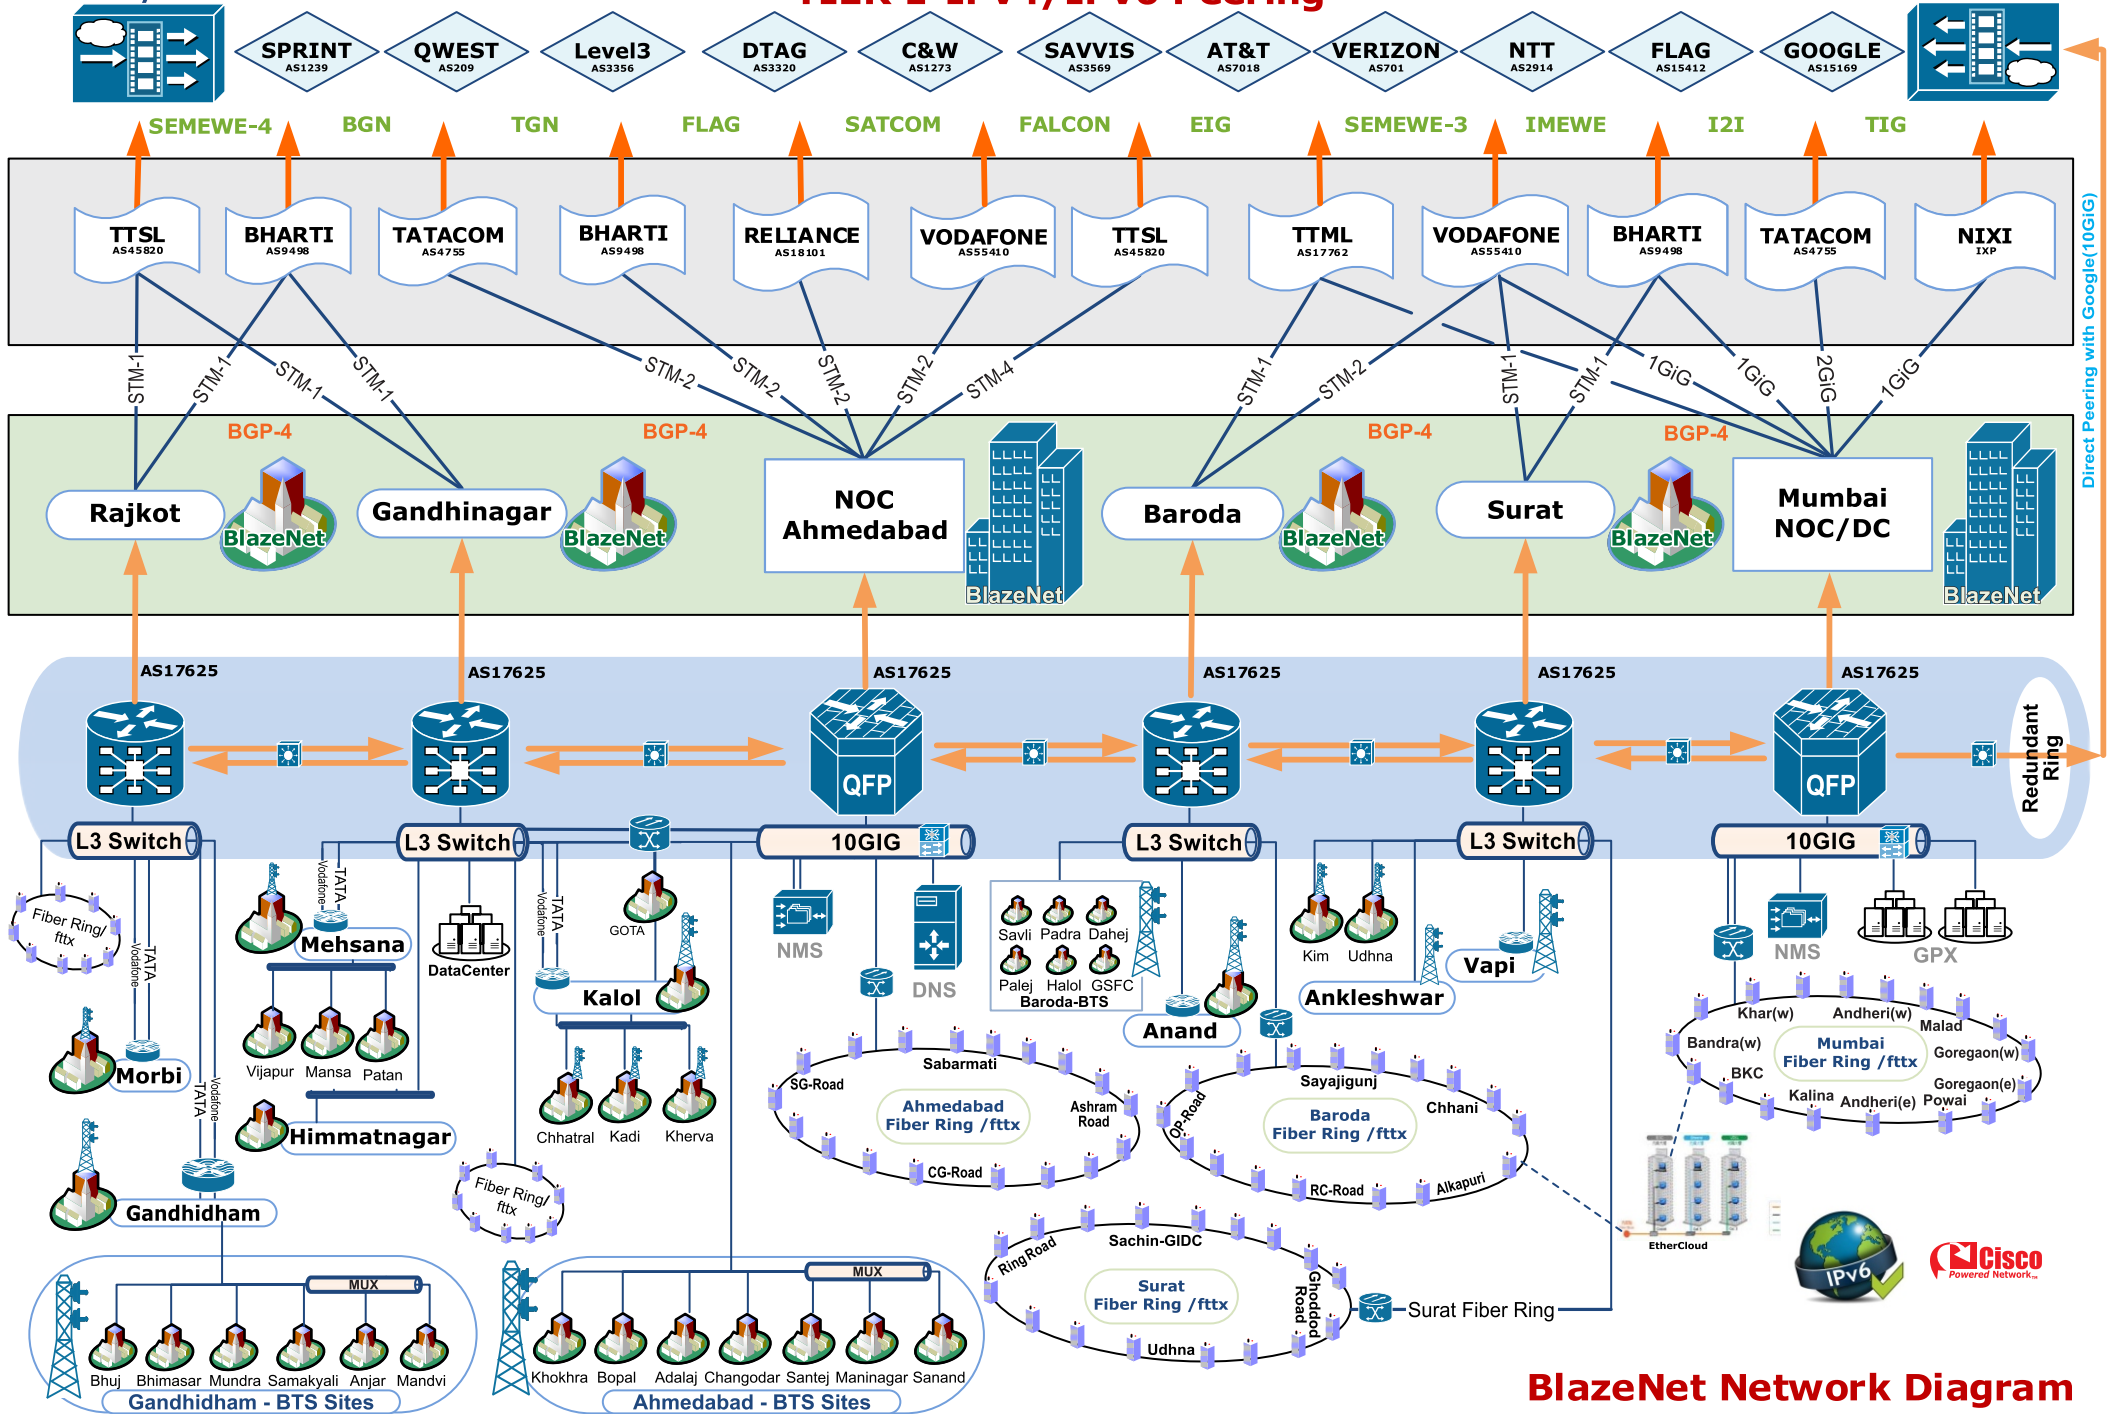 TIER-1 IPv4/IPv6 Peering
SPRINT
AS1239
QWEST
AS209
Level3
AS3356
DTAG
AS3320
C&W
AS1273
SAVVIS
AS3569
AT&T
AS7018
VERIZON
AS701
NTT
AS2914
FLAG
AS15412
GOOGLE
AS15169
SEMEWE-4
BGN
TGN
FLAG
SATCOM
FALCON
EIG
SEMEWE-3
IMEWE
I2I
TIG
TTSL
AS45820
BHARTI
AS9498
TATACOM
AS4755
BHARTI
AS9498
RELIANCE
AS18101
VODAFONE
AS55410
TTSL
AS45820
TTML
AS17762
VODAFONE
AS55410
BHARTI
AS9498
TATACOM
AS4755
NIXI
IXP
Direct Peering with Google(10GiG)
STM-1
STM-1
STM-1
STM-1
STM-2
STM-2
STM-2
STM-2
STM-4
STM-1
STM-2
STM-1
STM-1
1GiG
1GiG
2GiG
1GiG
BGP-4
BGP-4
BGP-4
BGP-4
Rajkot
BlazeNet
Gandhinagar
BlazeNet
NOC
Ahmedabad
BlazeNet
Baroda
BlazeNet
Surat
BlazeNet
Mumbai
NOC/DC
BlazeNet
AS17625
AS17625
AS17625
AS17625
AS17625
AS17625
QFP
QFP
Redundant
Ring
L3 Switch
L3 Switch
10GIG
L3 Switch
L3 Switch
10GIG
Fiber Ring/
fttx
TATA
Vodafone
Morbi
TATA
Vodafone
Gandhidham
Vodafone
TATA
Mehsana
Vijapur
Mansa
Patan
Himmatnagar
DataCenter
Vodafone
TATA
GOTA
Kalol
Chhatral
Kadi
Kherva
Fiber Ring/
fttx
NMS
DNS
Savli
Padra
Dahej
Palej
Halol
GSFC
Baroda-BTS
Anand
Kim
Udhna
Ankleshwar
Vapi
NMS
GPX
SG-Road
Sabarmati
Ashram
Road
CG-Road
Ahmedabad
Fiber Ring /fttx
OP-Road
Sayajigunj
Chhani
Alkapuri
RC-Road
Baroda
Fiber Ring /fttx
Khar(w)
Andheri(w)
Malad
Goregaon(w)
Bandra(w)
BKC
Kalina
Andheri(e)
Powai
Goregaon(e)
Mumbai
Fiber Ring /fttx
Ring Road
Sachin-GIDC
Ghoddod
Road
Udhna
Surat
Fiber Ring /fttx
Surat Fiber Ring
EtherCloud
IPv6
Cisco
Powered Network™
MUX
Bhuj
Bhimasar
Mundra
Samakyali
Anjar
Mandvi
Gandhidham - BTS Sites
MUX
Khokhra
Bopal
Adalaj
Changodar
Santej
Maninagar
Sanand
Ahmedabad - BTS Sites
BlazeNet Network Diagram